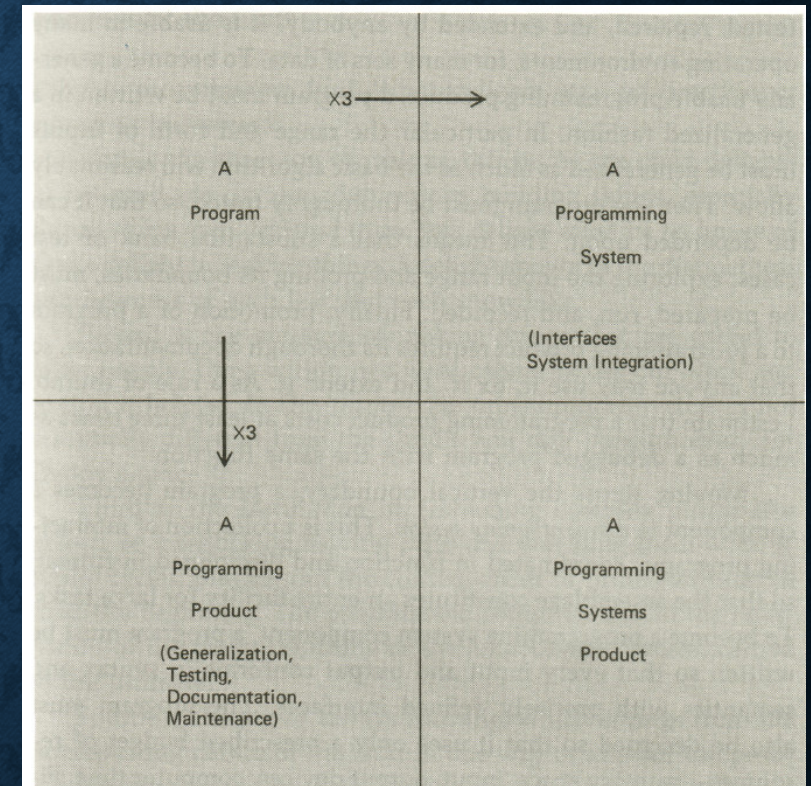 X3
A
Program
A
Programming
System
(Interfaces
System Integration)
X3
A
Programming
Product
(Generalization,
Testing,
Documentation,
Maintenance)
A
Programming
Systems
Product